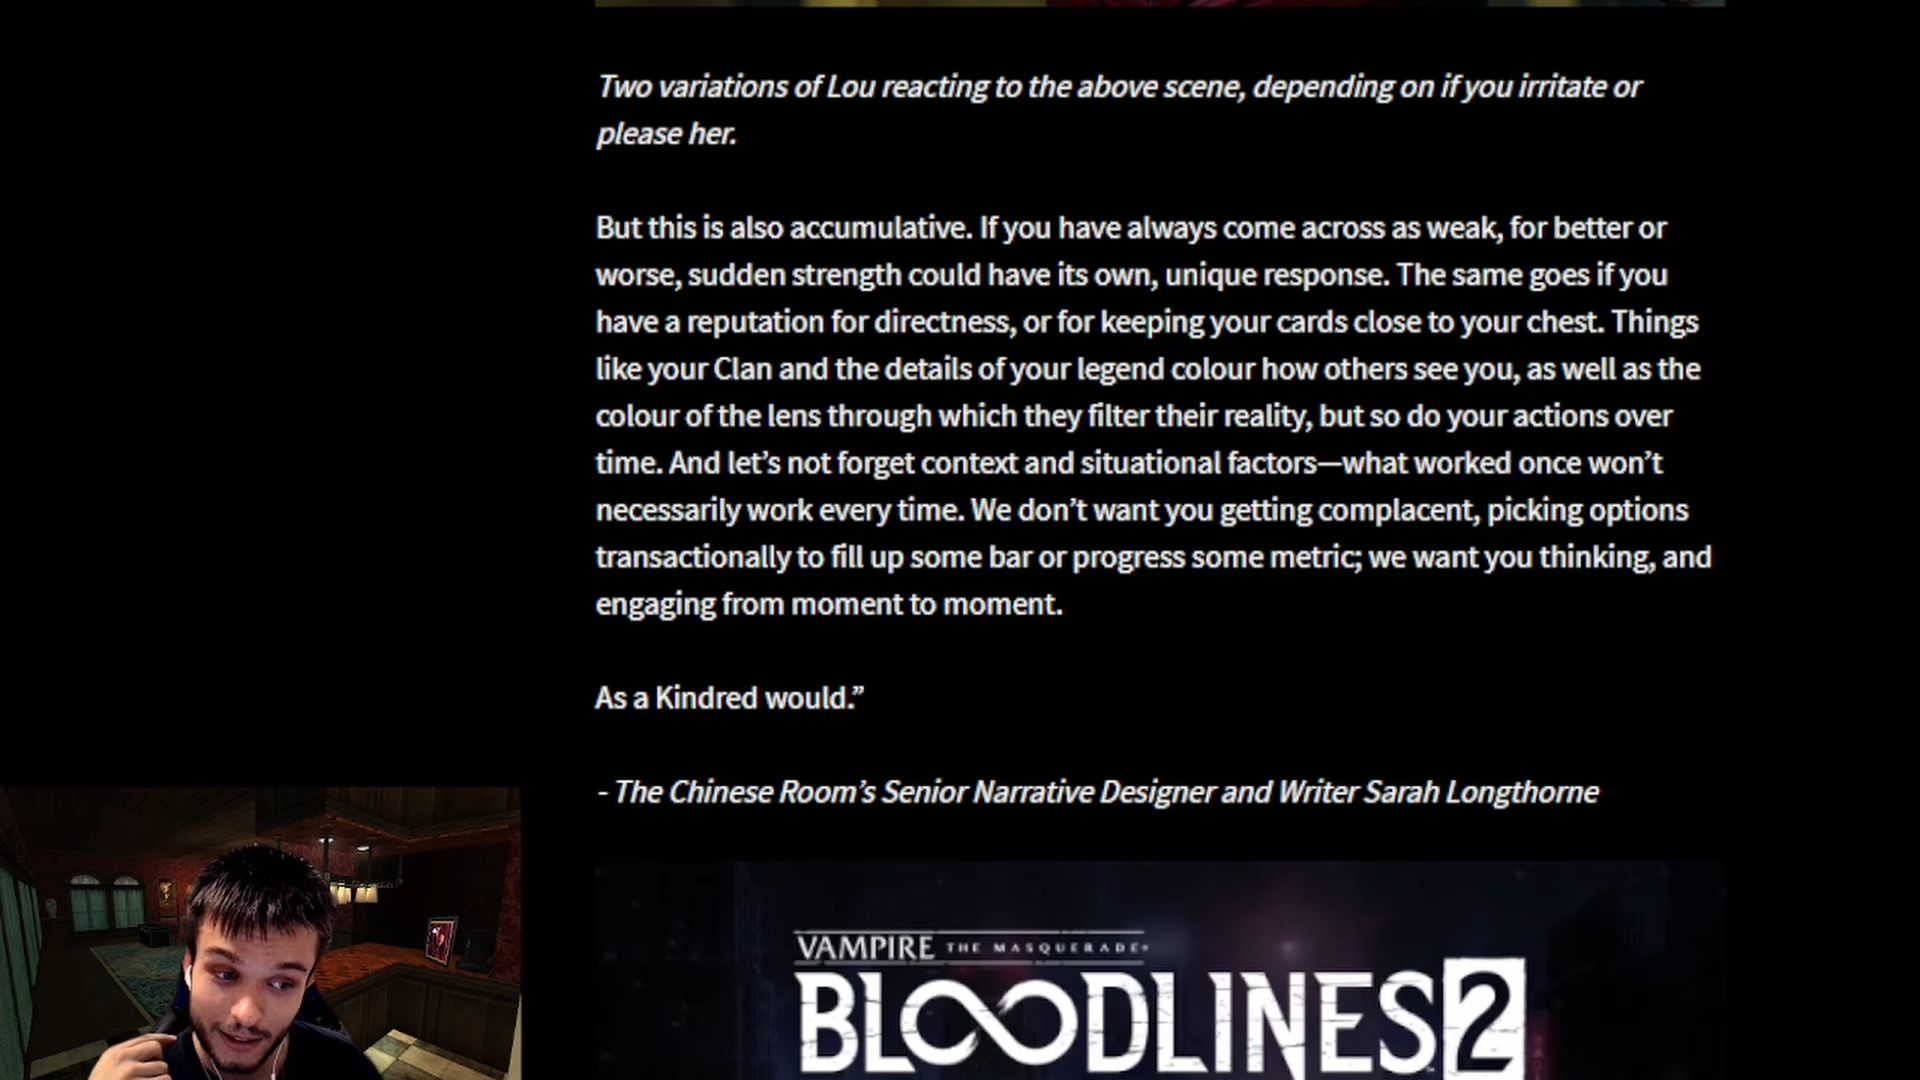 Two variations of Lou reacting to the above scene, depending on if you irritate or
please her.
But this is also accumulative. If you have always come across as weak, for better or
worse, sudden strength could have its own, unique response. The same goes if you
have a reputation for directness, or for keeping your cards close to your chest. Things
like your Clan and the details of your legend colour how others see you, as well as the
colour of the lens through which they filter their reality, but so do your actions over
time. And let’s not forget context and situational factors—what worked once won’t
necessarily work every time. We don’t want you getting complacent, picking options
transactionally to fill up some bar or progress some metric; we want you thinking, and
engaging from moment to moment.
As a Kindred would.”
- The Chinese Room’s Senior Narrative Designer and Writer Sarah Longthorne
VAMPIRE THE MASQUERADE
BLOODLINES 2